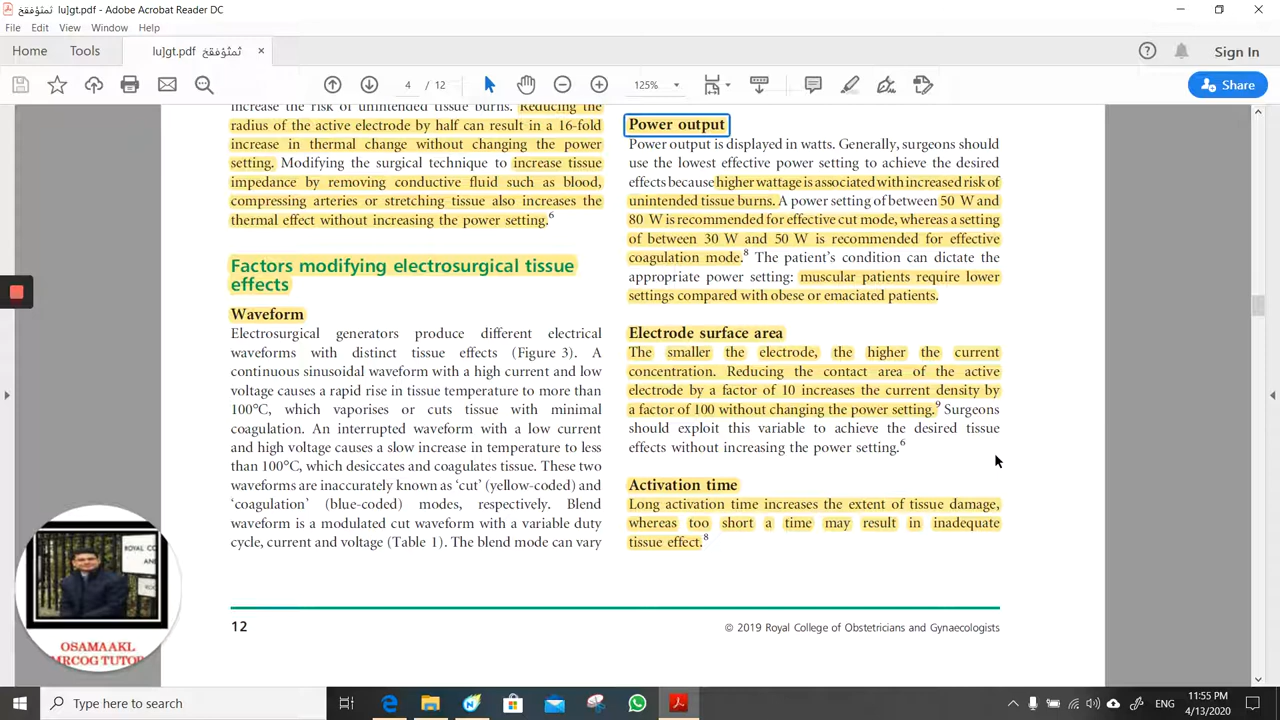 ثمثؤفقخ lu]gt.pdf - Adobe Acrobat Reader DC
File Edit View Window Help
Home Tools lu]gt.pdf ثمثؤفقخ × Sign In
4 / 12 125% Share
increase the risk of unintended tissue burns. Reducing the
radius of the active electrode by half can result in a 16-fold
increase in thermal change without changing the power
setting. Modifying the surgical technique to increase tissue
impedance by removing conductive fluid such as blood,
compressing arteries or stretching tissue also increases the
thermal effect without increasing the power setting.6
Factors modifying electrosurgical tissue
effects
Waveform
Electrosurgical generators produce different electrical
waveforms with distinct tissue effects (Figure 3). A
continuous sinusoidal waveform with a high current and low
voltage causes a rapid rise in tissue temperature to more than
100°C, which vaporises or cuts tissue with minimal
coagulation. An interrupted waveform with a low current
and high voltage causes a slow increase in temperature to less
than 100°C, which desiccates and coagulates tissue. These two
waveforms are inaccurately known as ‘cut’ (yellow-coded) and
‘coagulation’ (blue-coded) modes, respectively. Blend
waveform is a modulated cut waveform with a variable duty
cycle, current and voltage (Table 1). The blend mode can vary
Power output
Power output is displayed in watts. Generally, surgeons should
use the lowest effective power setting to achieve the desired
effects because higher wattage is associated with increased risk of
unintended tissue burns. A power setting of between 50 W and
80 W is recommended for effective cut mode, whereas a setting
of between 30 W and 50 W is recommended for effective
coagulation mode.8 The patient's condition can dictate the
appropriate power setting: muscular patients require lower
settings compared with obese or emaciated patients.
Electrode surface area
The smaller the electrode, the higher the current
concentration. Reducing the contact area of the active
electrode by a factor of 10 increases the current density by
a factor of 100 without changing the power setting.9 Surgeons
should exploit this variable to achieve the desired tissue
effects without increasing the power setting.6
Activation time
Long activation time increases the extent of tissue damage,
whereas too short a time may result in inadequate
tissue effect.8
12
© 2019 Royal College of Obstetricians and Gynaecologists
ROYAL CO
OSAMA AKL
MRCOG TUTOR
Type here to search
ENG
11:55 PM
4/13/2020